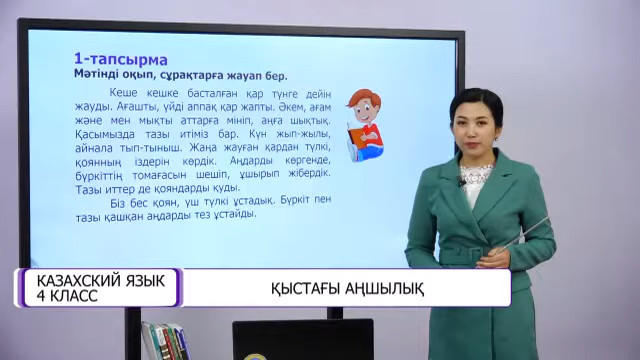 1-тапсырма
Мәтінді оқып, сұрақтарға жауап бер.
Кеше кешке басталған қар түнге дейін
жауды. Ағашты, үйді аппақ қар жапты. Әкем, ағам
және мен мықты аттарға мініп, аңға шықтық.
Қасымызда тазы итіміз бар. Күн жып-жылы,
айнала тып-тыныш. Жаңа жауған қардан түлкі,
қоянның іздерін көрдік. Аңдарды көргенде,
бүркіттің томағасын шешіп, ұшырып жібердік.
Тазы иттер де қояндарды қуды.
Біз бес қоян, үш түлкі ұстадық. Бүркіт пен
тазы қашқан аңдарды тез ұстайды.
КАЗАХСКИЙ ЯЗЫК
4 КЛАСС
ҚЫСТАҒЫ АҢШЫЛЫҚ